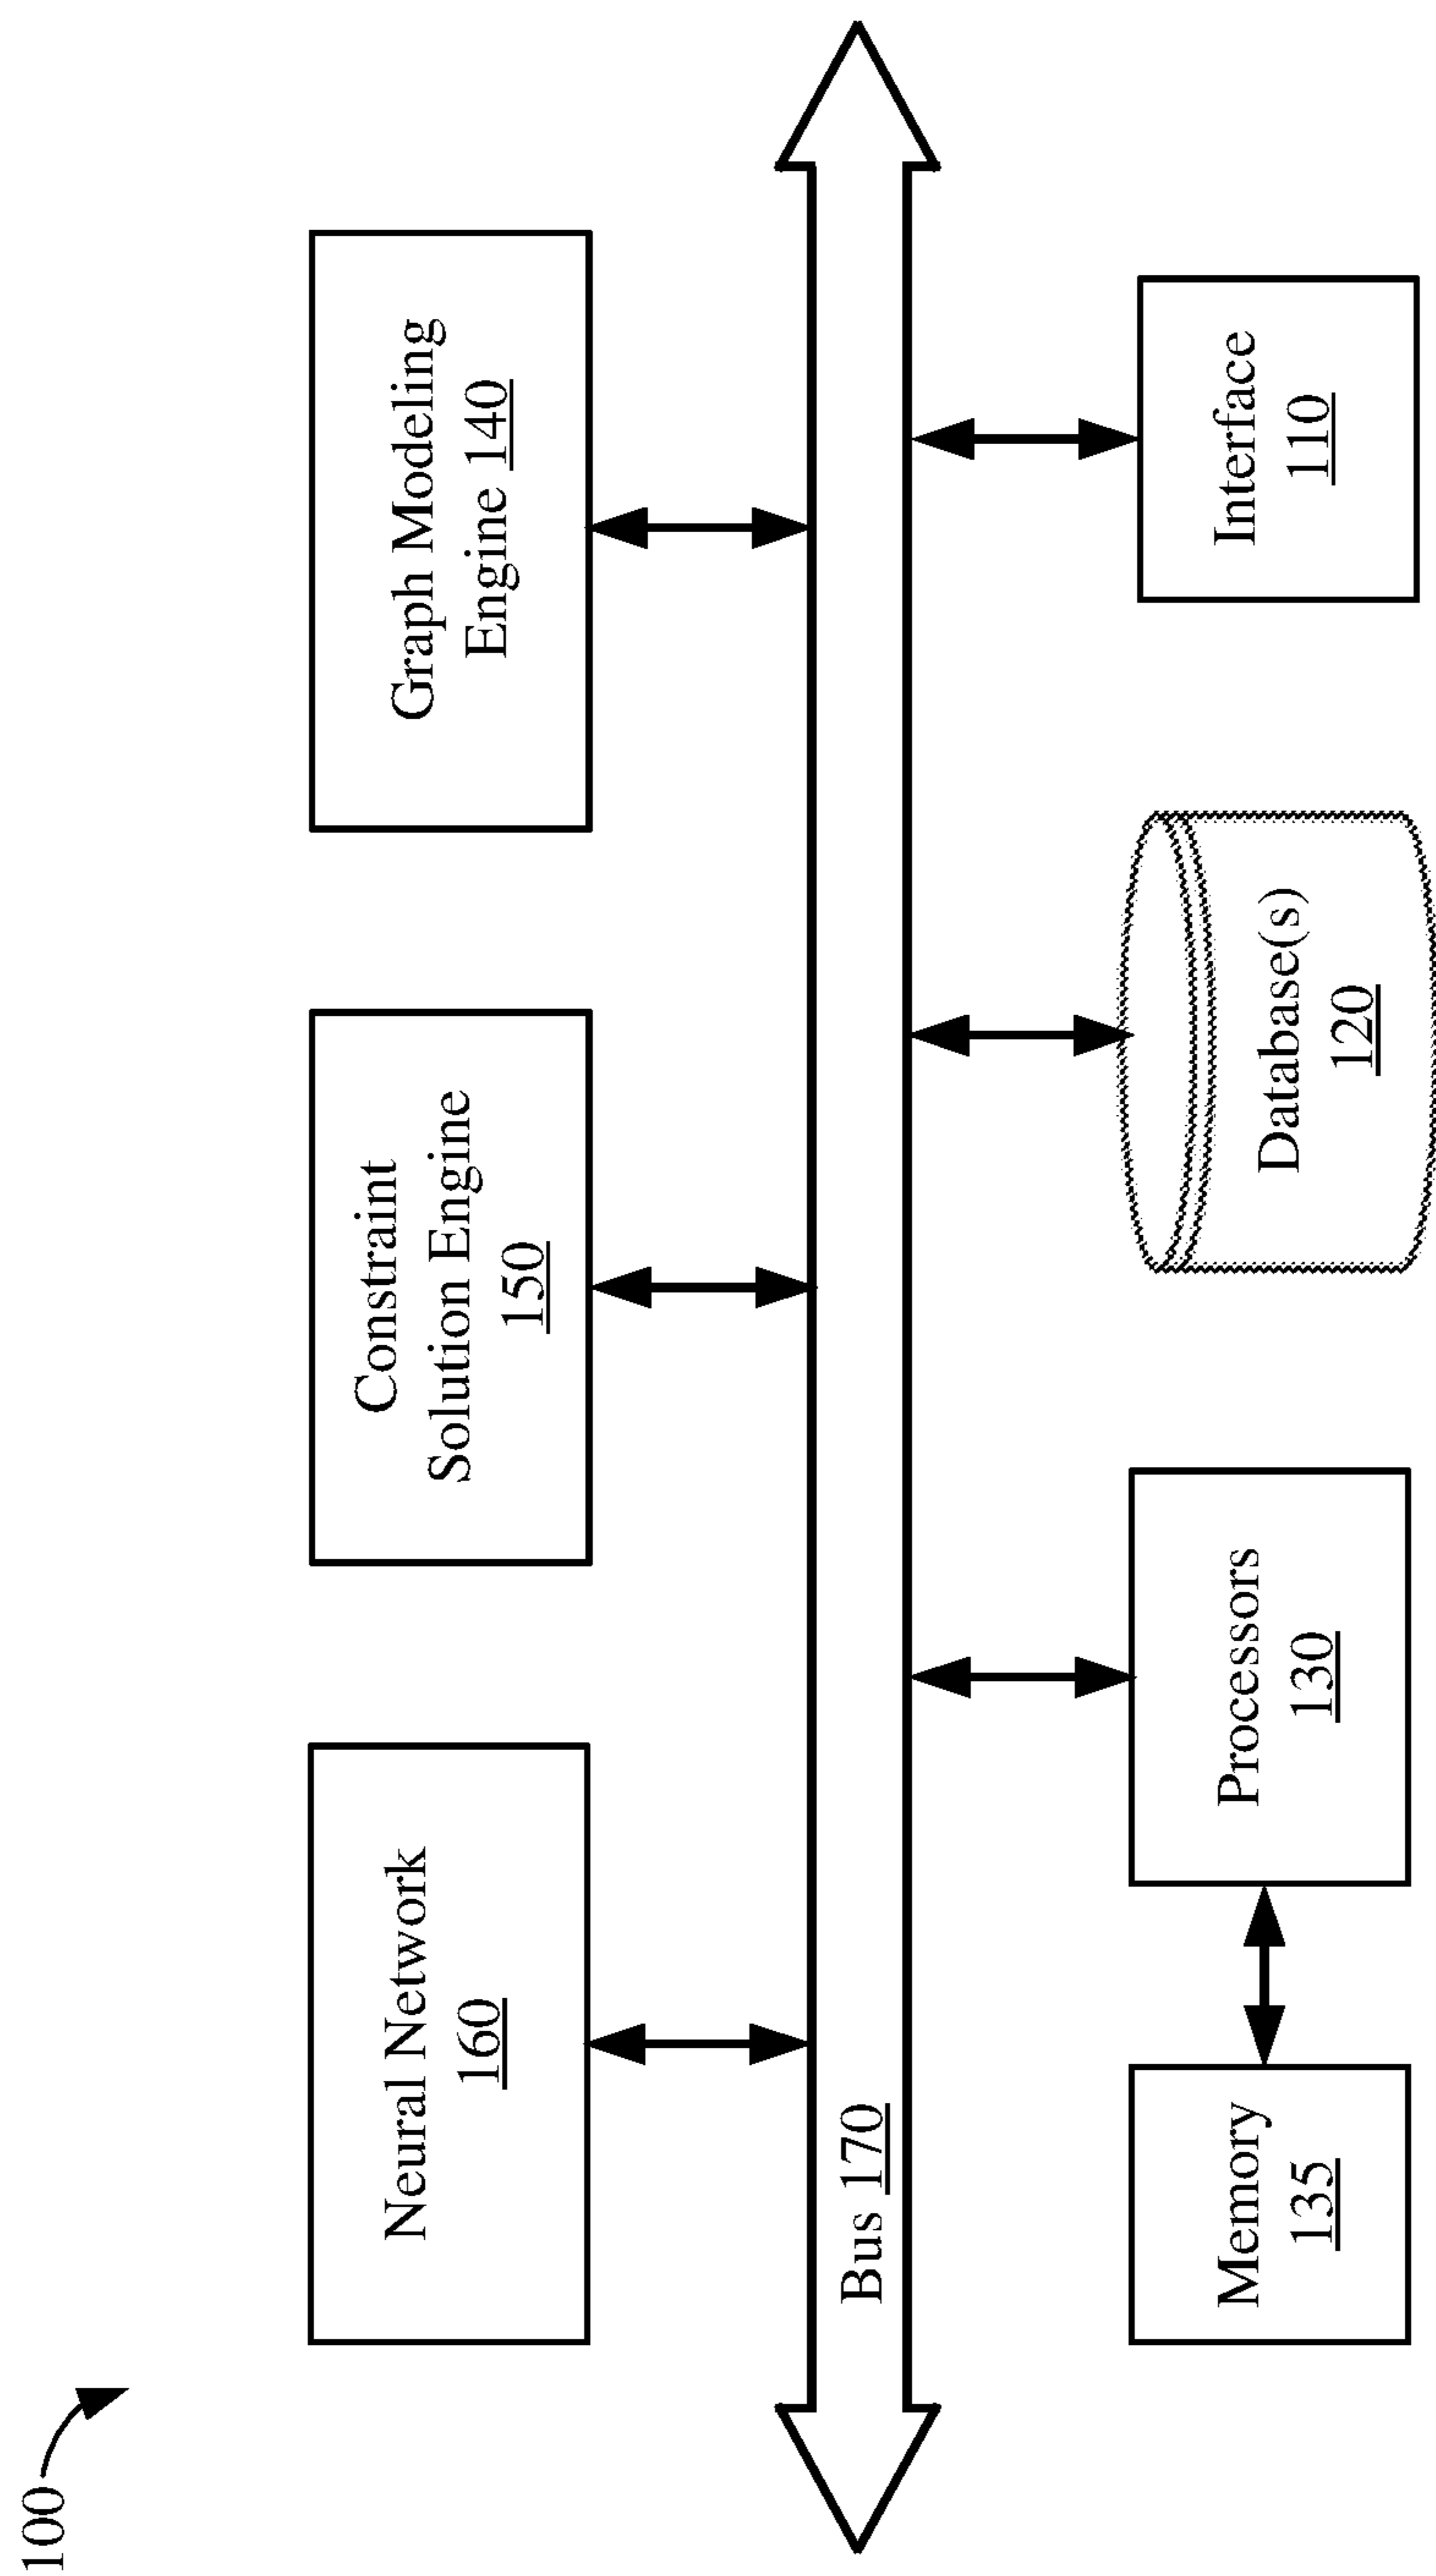 100
Neural Network
160
Constraint
Solution Engine
150
Graph Modeling
Engine 140
Bus 170
Memory
135
Processors
130
Database(s)
120
Interface
110